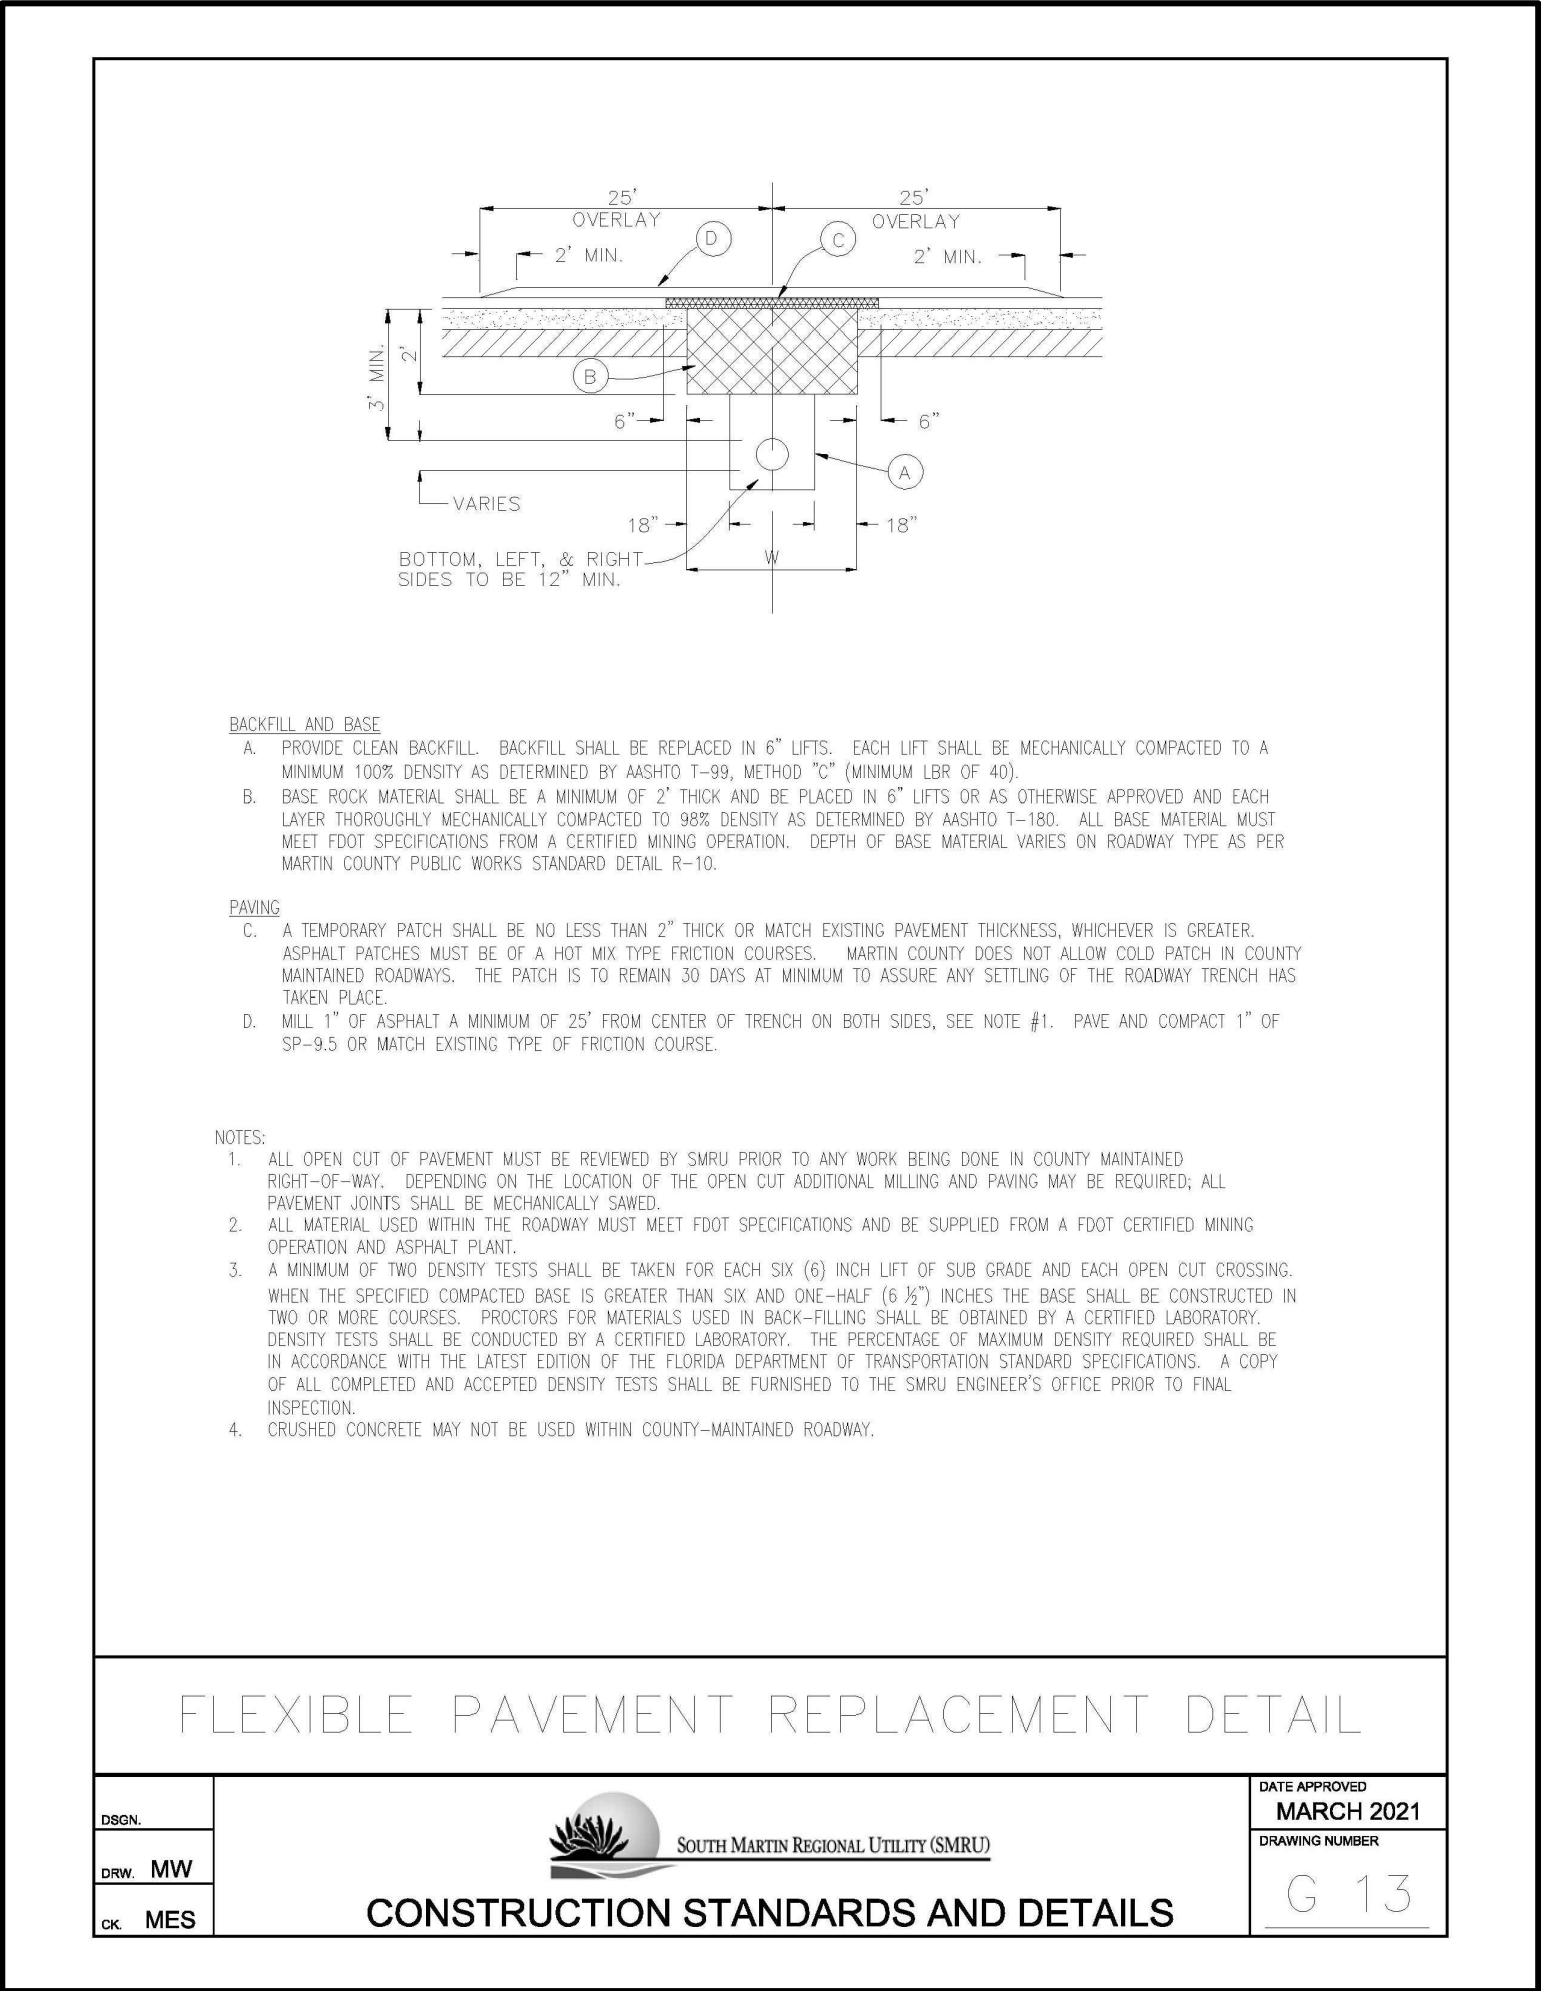 25' 25'
OVERLAY OVERLAY
D C
2' MIN. 2' MIN.
3' MIN. 2'
B
6" 6"
A
VARIES
18" 18"
BOTTOM, LEFT, & RIGHT W
SIDES TO BE 12" MIN.
BACKFILL AND BASE
A. PROVIDE CLEAN BACKFILL. BACKFILL SHALL BE REPLACED IN 6" LIFTS. EACH LIFT SHALL BE MECHANICALLY COMPACTED TO A
MINIMUM 100% DENSITY AS DETERMINED BY AASHTO T-99, METHOD "C" (MINIMUM LBR OF 40).
B. BASE ROCK MATERIAL SHALL BE A MINIMUM OF 2' THICK AND BE PLACED IN 6" LIFTS OR AS OTHERWISE APPROVED AND EACH
LAYER THOROUGHLY MECHANICALLY COMPACTED TO 98% DENSITY AS DETERMINED BY AASHTO T-180. ALL BASE MATERIAL MUST
MEET FDOT SPECIFICATIONS FROM A CERTIFIED MINING OPERATION. DEPTH OF BASE MATERIAL VARIES ON ROADWAY TYPE AS PER
MARTIN COUNTY PUBLIC WORKS STANDARD DETAIL R-10.
PAVING
C. A TEMPORARY PATCH SHALL BE NO LESS THAN 2" THICK OR MATCH EXISTING PAVEMENT THICKNESS, WHICHEVER IS GREATER.
ASPHALT PATCHES MUST BE OF A HOT MIX TYPE FRICTION COURSES. MARTIN COUNTY DOES NOT ALLOW COLD PATCH IN COUNTY
MAINTAINED ROADWAYS. THE PATCH IS TO REMAIN 30 DAYS AT MINIMUM TO ASSURE ANY SETTLING OF THE ROADWAY TRENCH HAS
TAKEN PLACE.
D. MILL 1" OF ASPHALT A MINIMUM OF 25' FROM CENTER OF TRENCH ON BOTH SIDES, SEE NOTE #1. PAVE AND COMPACT 1" OF
SP-9.5 OR MATCH EXISTING TYPE OF FRICTION COURSE.
NOTES:
1. ALL OPEN CUT OF PAVEMENT MUST BE REVIEWED BY SMRU PRIOR TO ANY WORK BEING DONE IN COUNTY MAINTAINED
RIGHT-OF-WAY. DEPENDING ON THE LOCATION OF THE OPEN CUT ADDITIONAL MILLING AND PAVING MAY BE REQUIRED; ALL
PAVEMENT JOINTS SHALL BE MECHANICALLY SAWED.
2. ALL MATERIAL USED WITHIN THE ROADWAY MUST MEET FDOT SPECIFICATIONS AND BE SUPPLIED FROM A FDOT CERTIFIED MINING
OPERATION AND ASPHALT PLANT.
3. A MINIMUM OF TWO DENSITY TESTS SHALL BE TAKEN FOR EACH SIX (6) INCH LIFT OF SUB GRADE AND EACH OPEN CUT CROSSING.
WHEN THE SPECIFIED COMPACTED BASE IS GREATER THAN SIX AND ONE-HALF (6 ½") INCHES THE BASE SHALL BE CONSTRUCTED IN
TWO OR MORE COURSES. PROCTORS FOR MATERIALS USED IN BACK-FILLING SHALL BE OBTAINED BY A CERTIFIED LABORATORY.
DENSITY TESTS SHALL BE CONDUCTED BY A CERTIFIED LABORATORY. THE PERCENTAGE OF MAXIMUM DENSITY REQUIRED SHALL BE
IN ACCORDANCE WITH THE LATEST EDITION OF THE FLORIDA DEPARTMENT OF TRANSPORTATION STANDARD SPECIFICATIONS. A COPY
OF ALL COMPLETED AND ACCEPTED DENSITY TESTS SHALL BE FURNISHED TO THE SMRU ENGINEER'S OFFICE PRIOR TO FINAL
INSPECTION.
4. CRUSHED CONCRETE MAY NOT BE USED WITHIN COUNTY-MAINTAINED ROADWAY.
FLEXIBLE PAVEMENT REPLACEMENT DETAIL
DSGN.
DRW. MW
CK. MES
SOUTH MARTIN REGIONAL UTILITY (SMRU)
CONSTRUCTION STANDARDS AND DETAILS
DATE APPROVED
MARCH 2021
DRAWING NUMBER
G 13